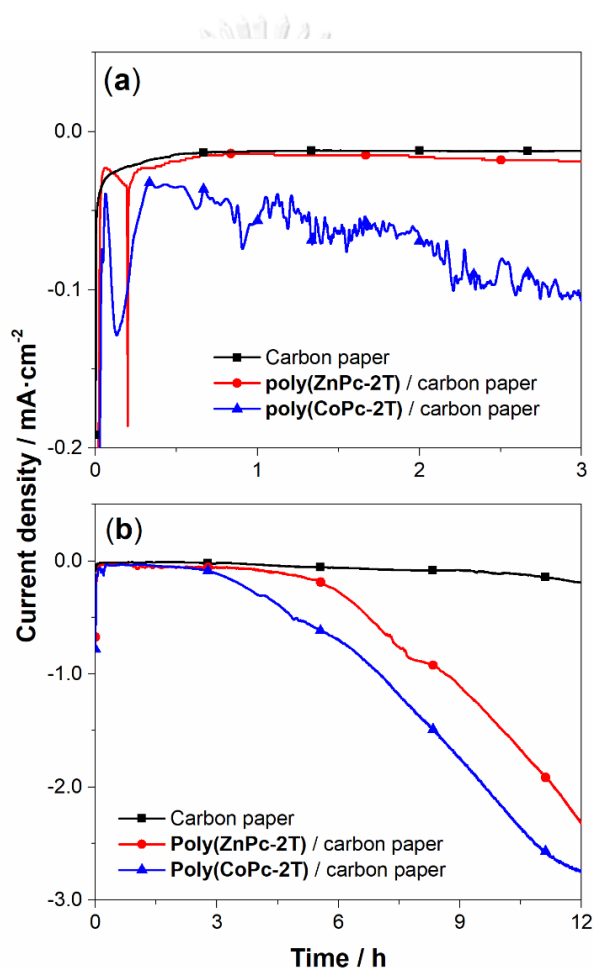 (a)
0.0
-0.1
-0.2
Carbon paper
poly(ZnPc-2T) / carbon paper
poly(CoPc-2T) / carbon paper
0 1 2 3
Current density / mA·cm⁻²
(b)
0.0
-1.0
-2.0
-3.0
Carbon paper
Poly(ZnPc-2T) / carbon paper
Poly(CoPc-2T) / carbon paper
0 3 6 9 12
Time / h